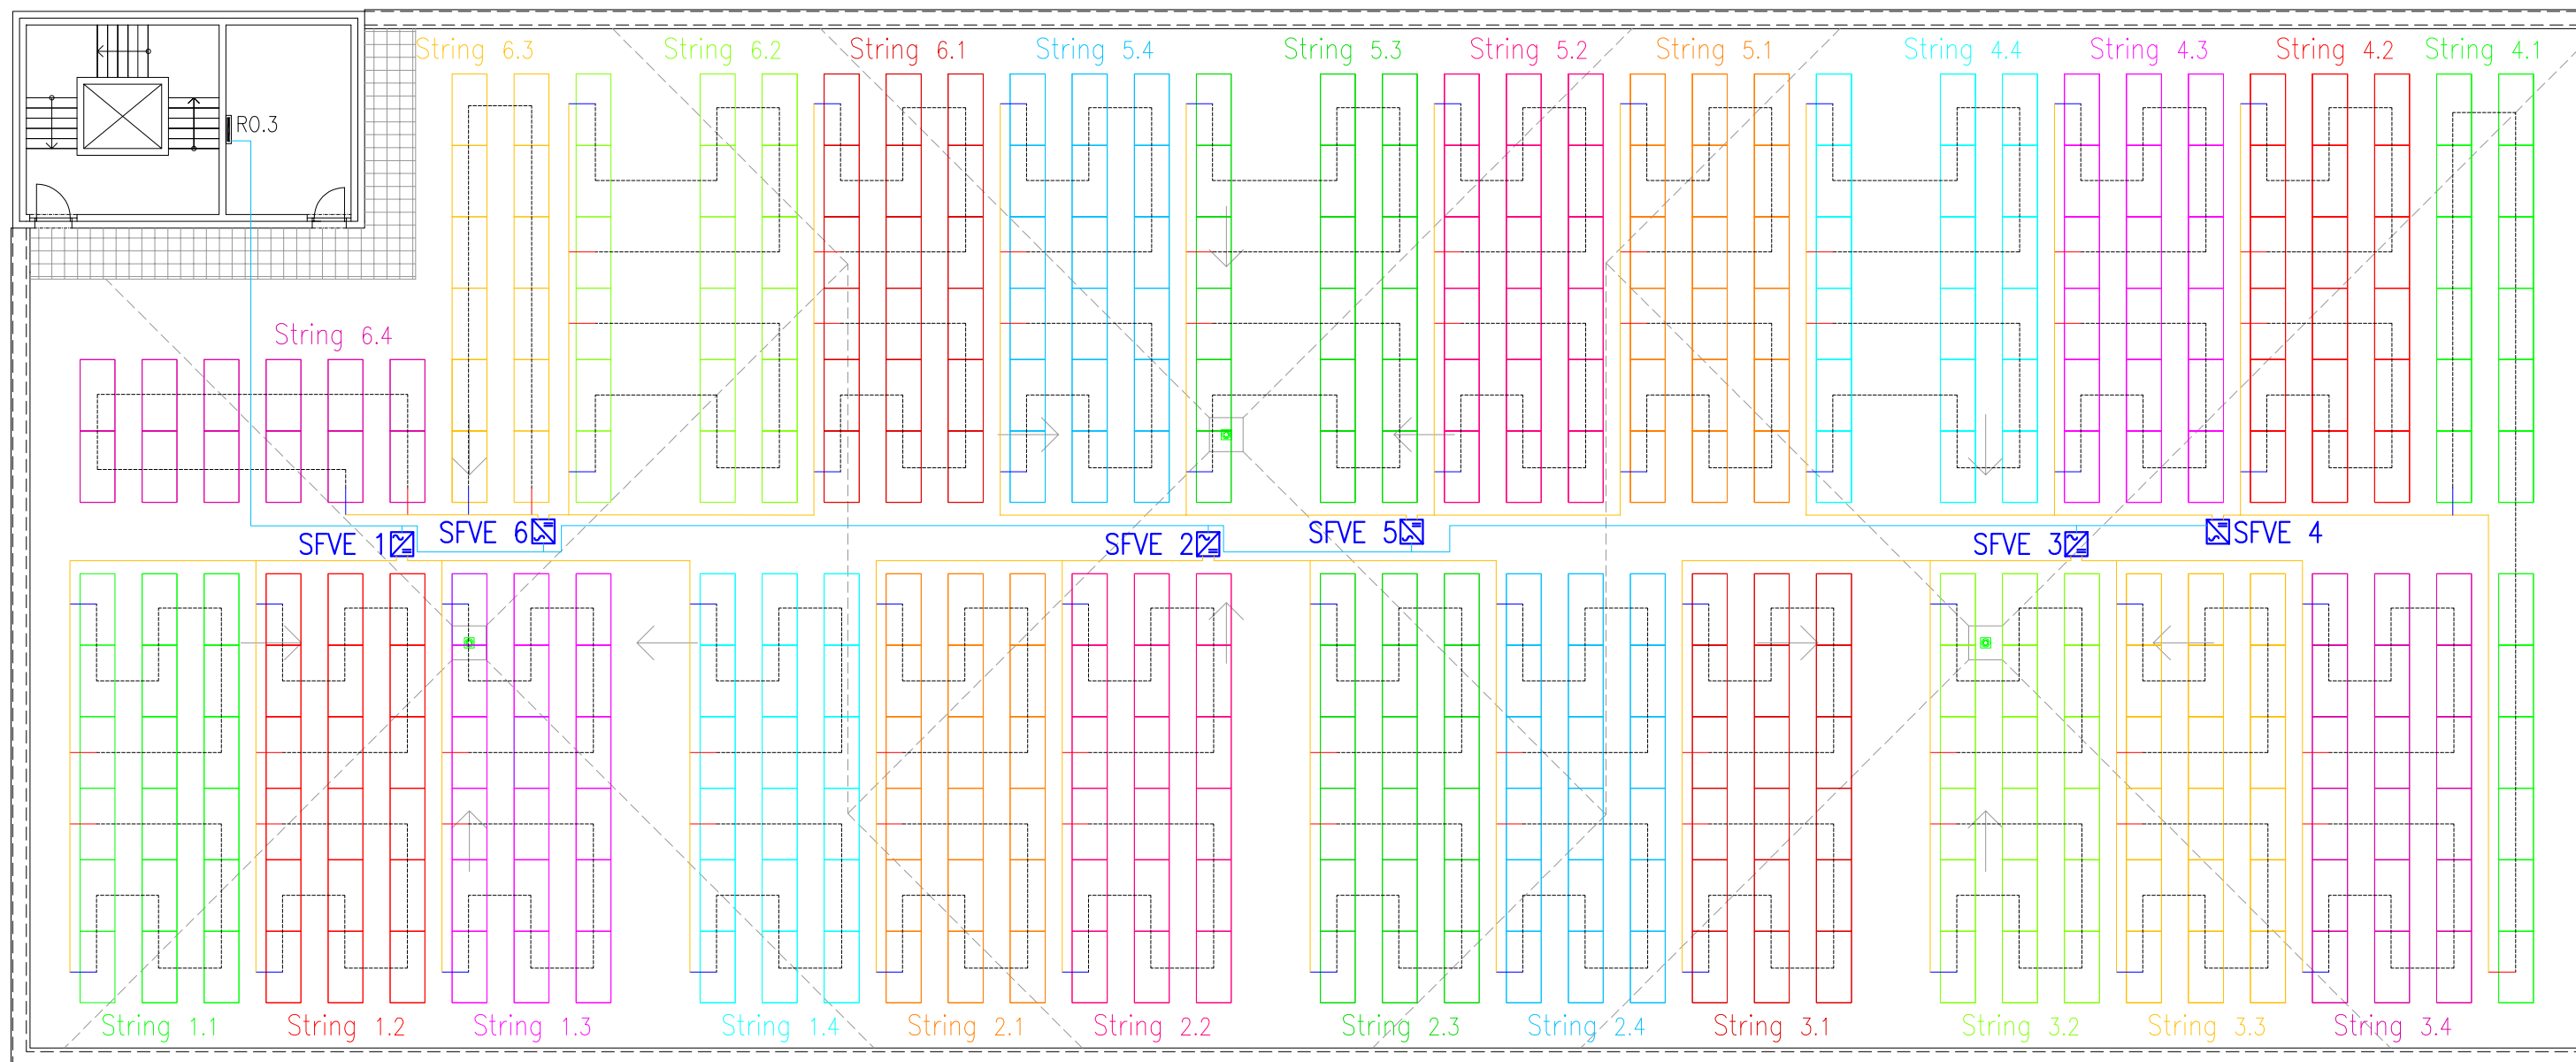 String 6.3
String 6.2
String 6.1
String 5.4
String 5.3
String 5.2
String 5.1
String 4.4
String 4.3
String 4.2
String 4.1
R0.3
String 6.4
SFVE 1
SFVE 6
SFVE 2
SFVE 5
SFVE 3
SFVE 4
String 1.1
String 1.2
String 1.3
String 1.4
String 2.1
String 2.2
String 2.3
String 2.4
String 3.1
String 3.2
String 3.3
String 3.4